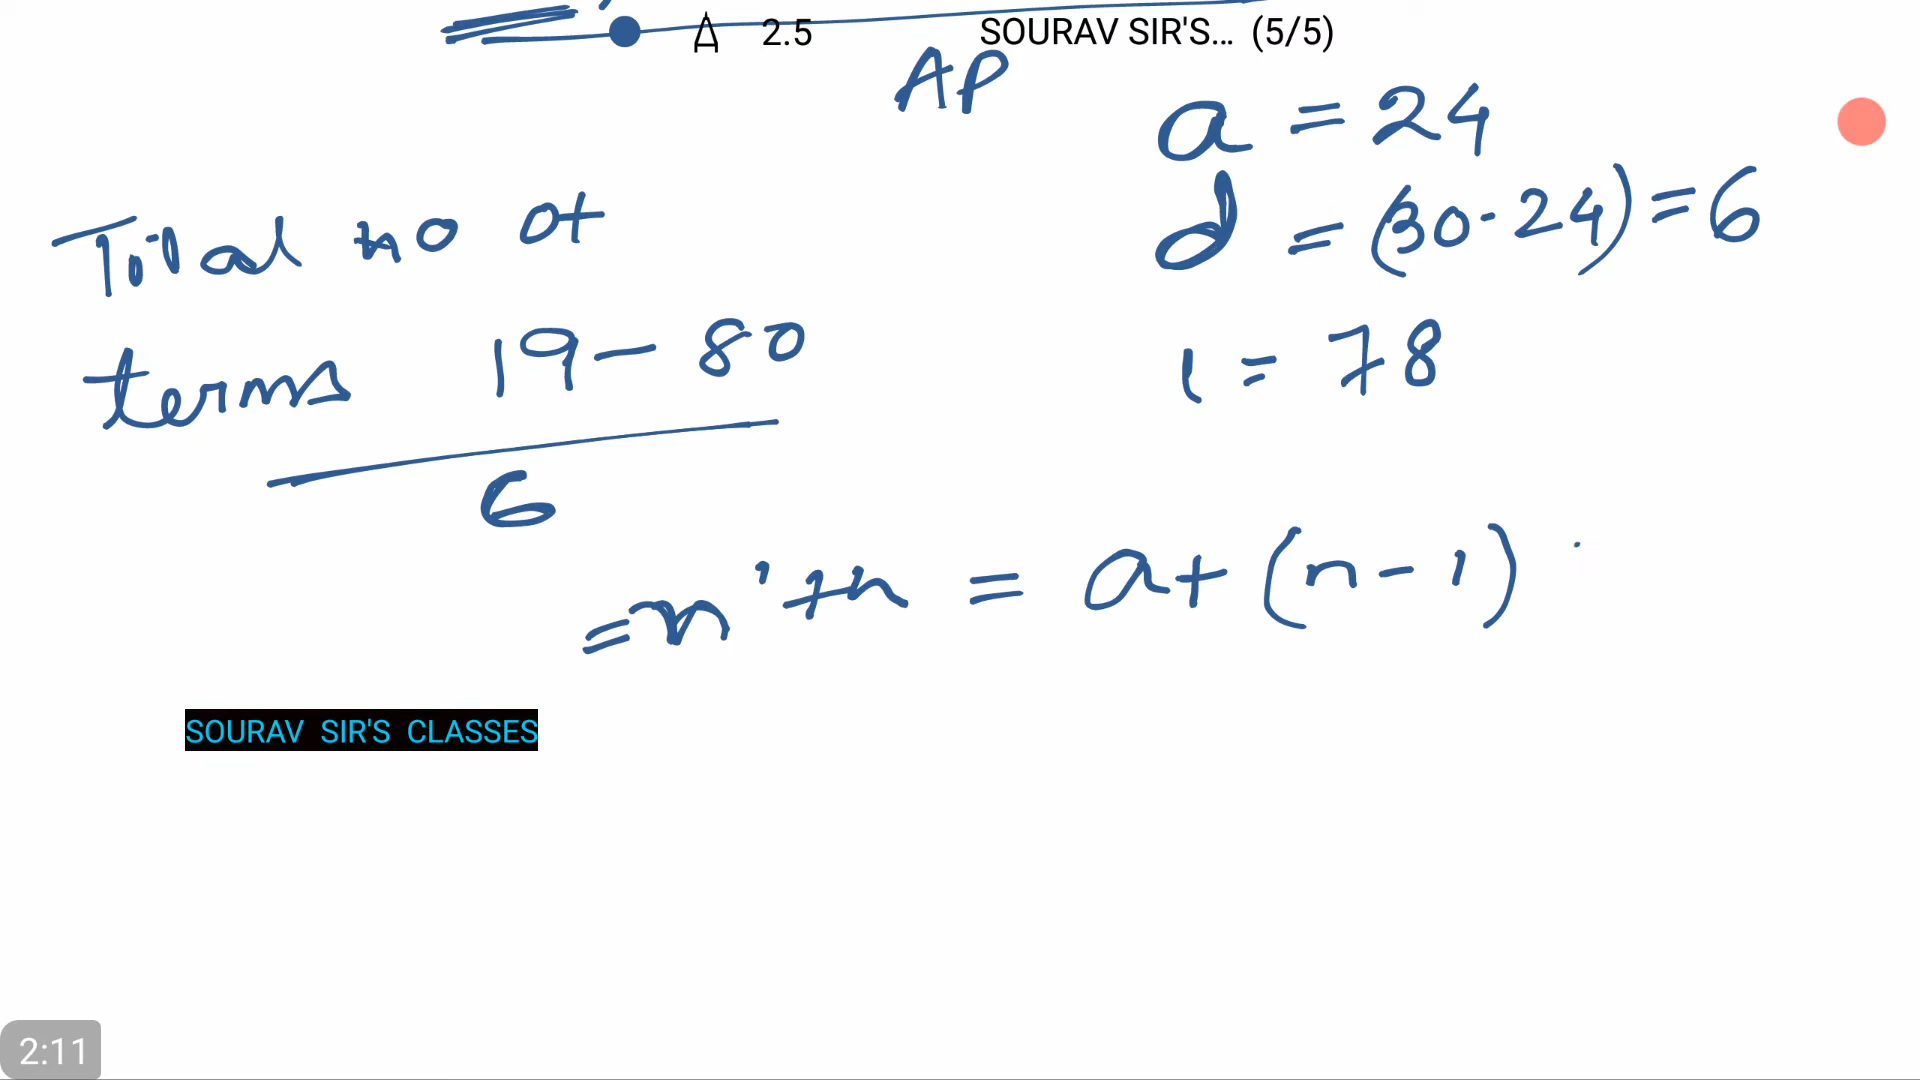 2.5 SOURAV SIR'S... (5/5)
AP
a = 24
d = (30-24) = 6
l = 78
Total no of
terms 19 - 80
6
= n'th = a + (n - 1) .
SOURAV SIR'S CLASSES
2:11